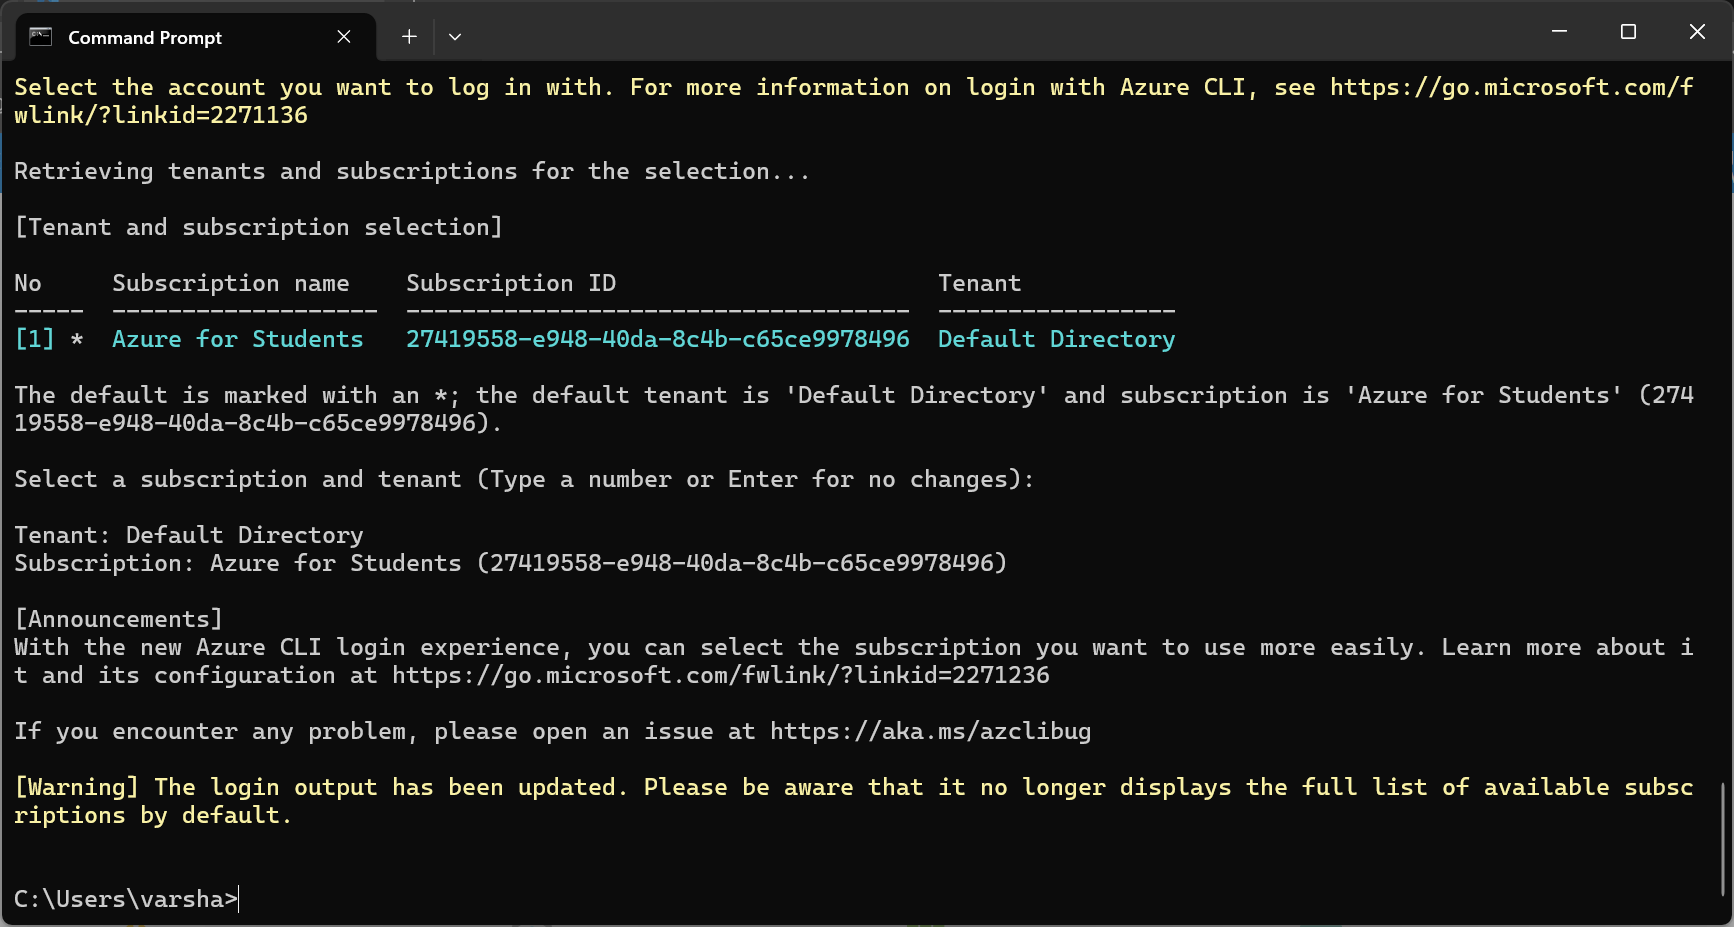 Command Prompt
Select the account you want to log in with. For more information on login with Azure CLI, see https://go.microsoft.com/f
wlink/?linkid=2271136
Retrieving tenants and subscriptions for the selection...
[Tenant and subscription selection]
No     Subscription name    Subscription ID                       Tenant
-----  -------------------  ------------------------------------  -----------------
[1] *  Azure for Students   27419558-e948-40da-8c4b-c65ce9978496  Default Directory
The default is marked with an *; the default tenant is 'Default Directory' and subscription is 'Azure for Students' (274
19558-e948-40da-8c4b-c65ce9978496).
Select a subscription and tenant (Type a number or Enter for no changes):
Tenant: Default Directory
Subscription: Azure for Students (27419558-e948-40da-8c4b-c65ce9978496)
[Announcements]
With the new Azure CLI login experience, you can select the subscription you want to use more easily. Learn more about i
t and its configuration at https://go.microsoft.com/fwlink/?linkid=2271236
If you encounter any problem, please open an issue at https://aka.ms/azclibug
[Warning] The login output has been updated. Please be aware that it no longer displays the full list of available subsc
riptions by default.
C:\Users\varsha>